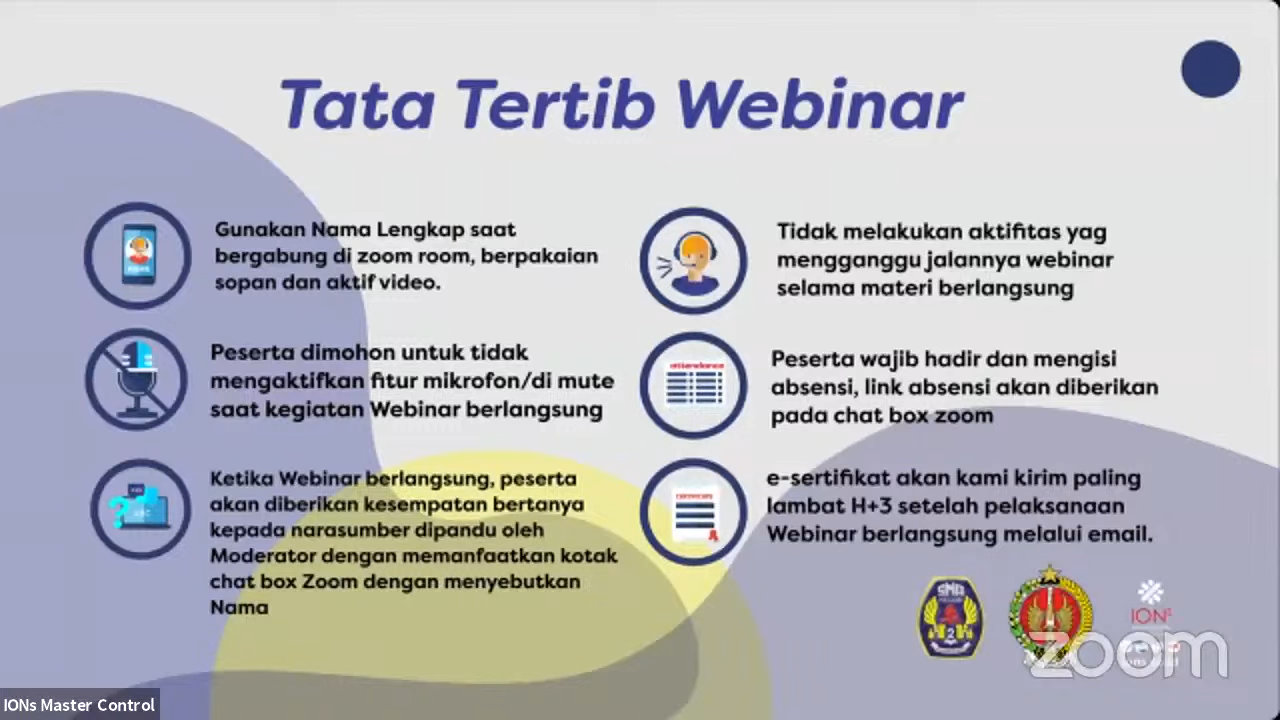 Tata Tertib Webinar
Gunakan Nama Lengkap saat
bergabung di zoom room, berpakaian
sopan dan aktif video.
Peserta dimohon untuk tidak
mengaktifkan fitur mikrofon/di mute
saat kegiatan Webinar berlangsung
Ketika Webinar berlangsung, peserta
akan diberikan kesempatan bertanya
kepada narasumber dipandu oleh
Moderator dengan memanfaatkan kotak
chat box Zoom dengan menyebutkan
Nama
Tidak melakukan aktifitas yag
mengganggu jalannya webinar
selama materi berlangsung
attendance
Peserta wajib hadir dan mengisi
absensi, link absensi akan diberikan
pada chat box zoom
e-sertifikat akan kami kirim paling
lambat H+3 setelah pelaksanaan
Webinar berlangsung melalui email.
SMA
2
IONs
zoom
IONs Master Control